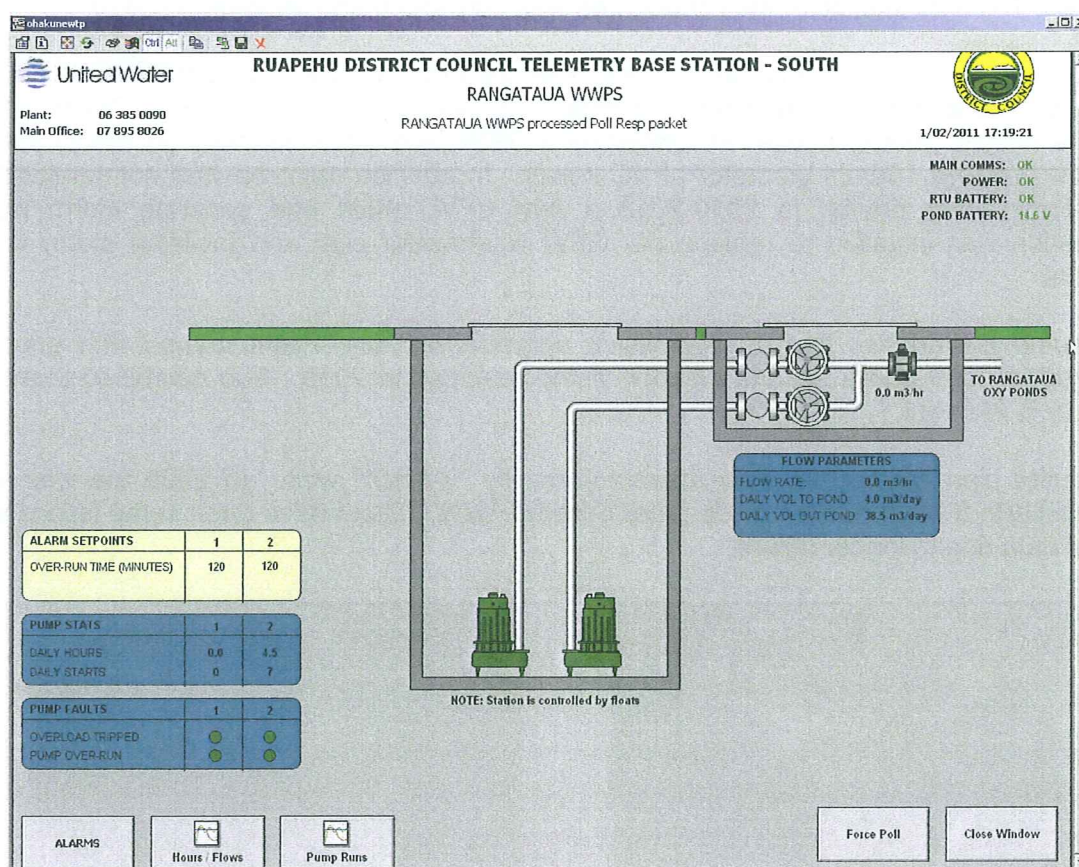 ohakunewtp
Ctrl Alt
United Water
RUAPEHU DISTRICT COUNCIL TELEMETRY BASE STATION - SOUTH
RANGATAUA WWPS
RANGATAUA WWPS processed Poll Resp packet
DISTRICT COUNCIL
Plant: 06 385 0090
Main Office: 07 895 8026
1/02/2011 17:19:21
MAIN COMMS: OK
POWER: OK
RTU BATTERY: OK
POND BATTERY: 14.6 V
0.0 m3/hr
TO RANGATAUA
OXY PONDS
FLOW PARAMETERS
FLOW RATE: 0.0 m3/hr
DAILY VOL TO POND: 4.0 m3/day
DAILY VOL OUT POND: 38.5 m3/day
ALARM SETPOINTS 1 2
OVER-RUN TIME (MINUTES) 120 120
PUMP STATS 1 2
DAILY HOURS 0.0 4.5
DAILY STARTS 0 7
PUMP FAULTS 1 2
OVERLOAD TRIPPED
PUMP OVER-RUN
NOTE: Station is controlled by floats
ALARMS
Hours / Flows
Pump Runs
Force Poll
Close Window